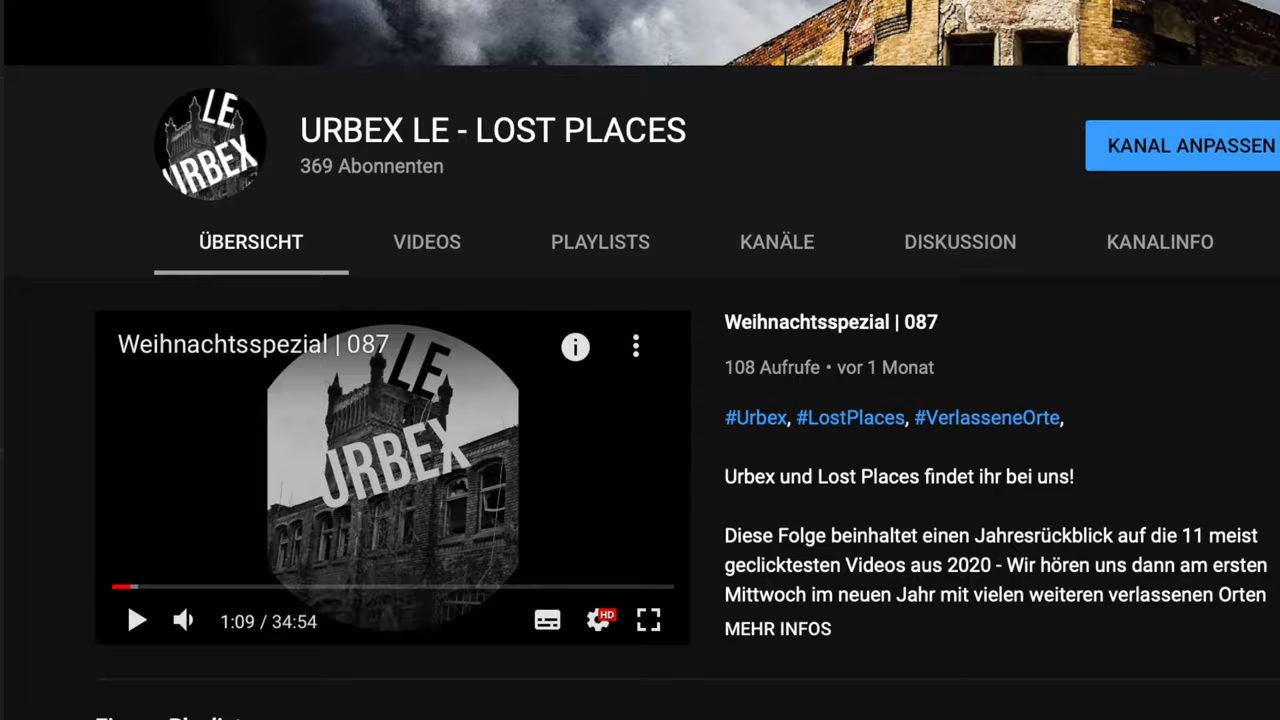 LE
URBEX
URBEX LE - LOST PLACES
369 Abonnenten
KANAL ANPASSEN
ÜBERSICHT
VIDEOS
PLAYLISTS
KANÄLE
DISKUSSION
KANALINFO
Weihnachtsspezial | 087
LE
URBEX
1:09 / 34:54
HD
Weihnachtsspezial | 087
108 Aufrufe • vor 1 Monat
#Urbex, #LostPlaces, #VerlasseneOrte,
Urbex und Lost Places findet ihr bei uns!
Diese Folge beinhaltet einen Jahresrückblick auf die 11 meist
geclicktesten Videos aus 2020 - Wir hören uns dann am ersten
Mittwoch im neuen Jahr mit vielen weiteren verlassenen Orten
MEHR INFOS